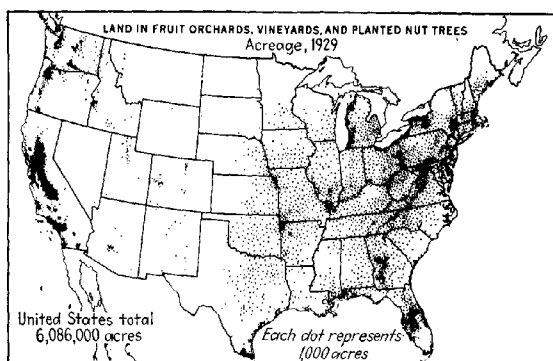 LAND IN FRUIT ORCHARDS, VINEYARDS, AND PLANTED NUT TREES
Acreage, 1929
United States total
6,086,000 acres
Each dot represents
1,000 acres